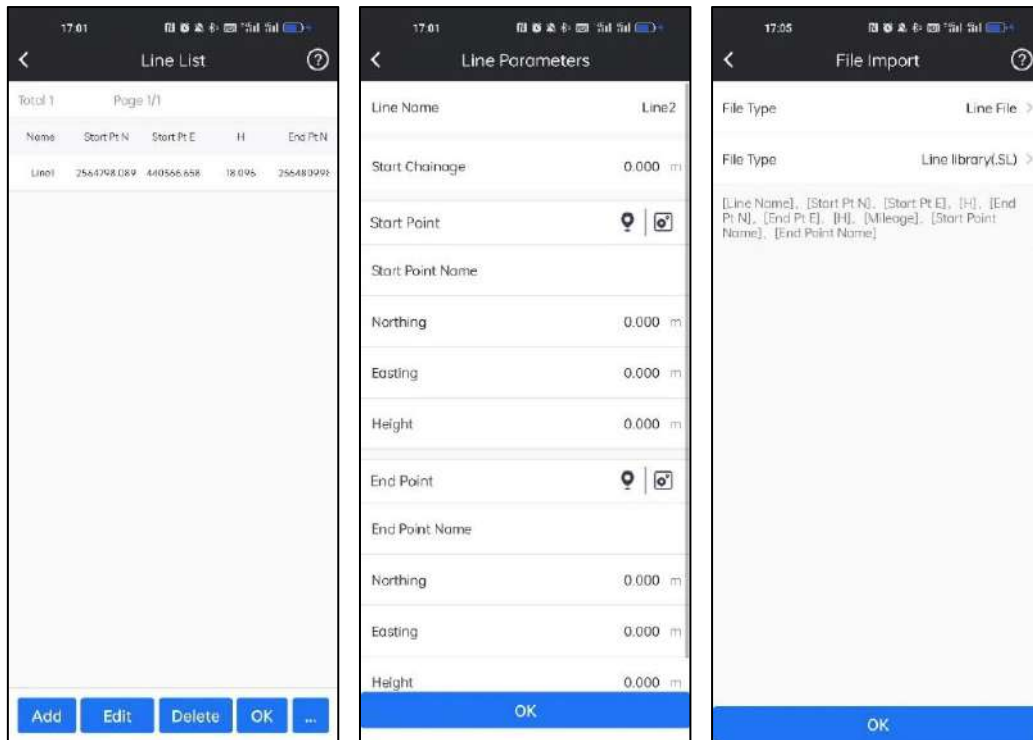 17:01
Line List
Total 1 Page 1/1
Name Start Pt N Start Pt E H End Pt N
Line1 2564798.089 440566.658 18.096
Add Edit Delete OK ...
17:01
Line Parameters
Line Name Line2
Start Chainage 0.000 m
Start Point
Start Point Name
Northing 0.000 m
Easting 0.000 m
Height 0.000 m
End Point
End Point Name
Northing 0.000 m
Easting 0.000 m
Height 0.000 m
OK
17:05
File Import
File Type Line File
File Type Line library(.SL)
[Line Name]、[Start Pt N]、[Start Pt E]、[H]、[End
Pt N]、[End Pt E]、[H]、[Mileage]、[Start Point
Name]、[End Point Name]
OK